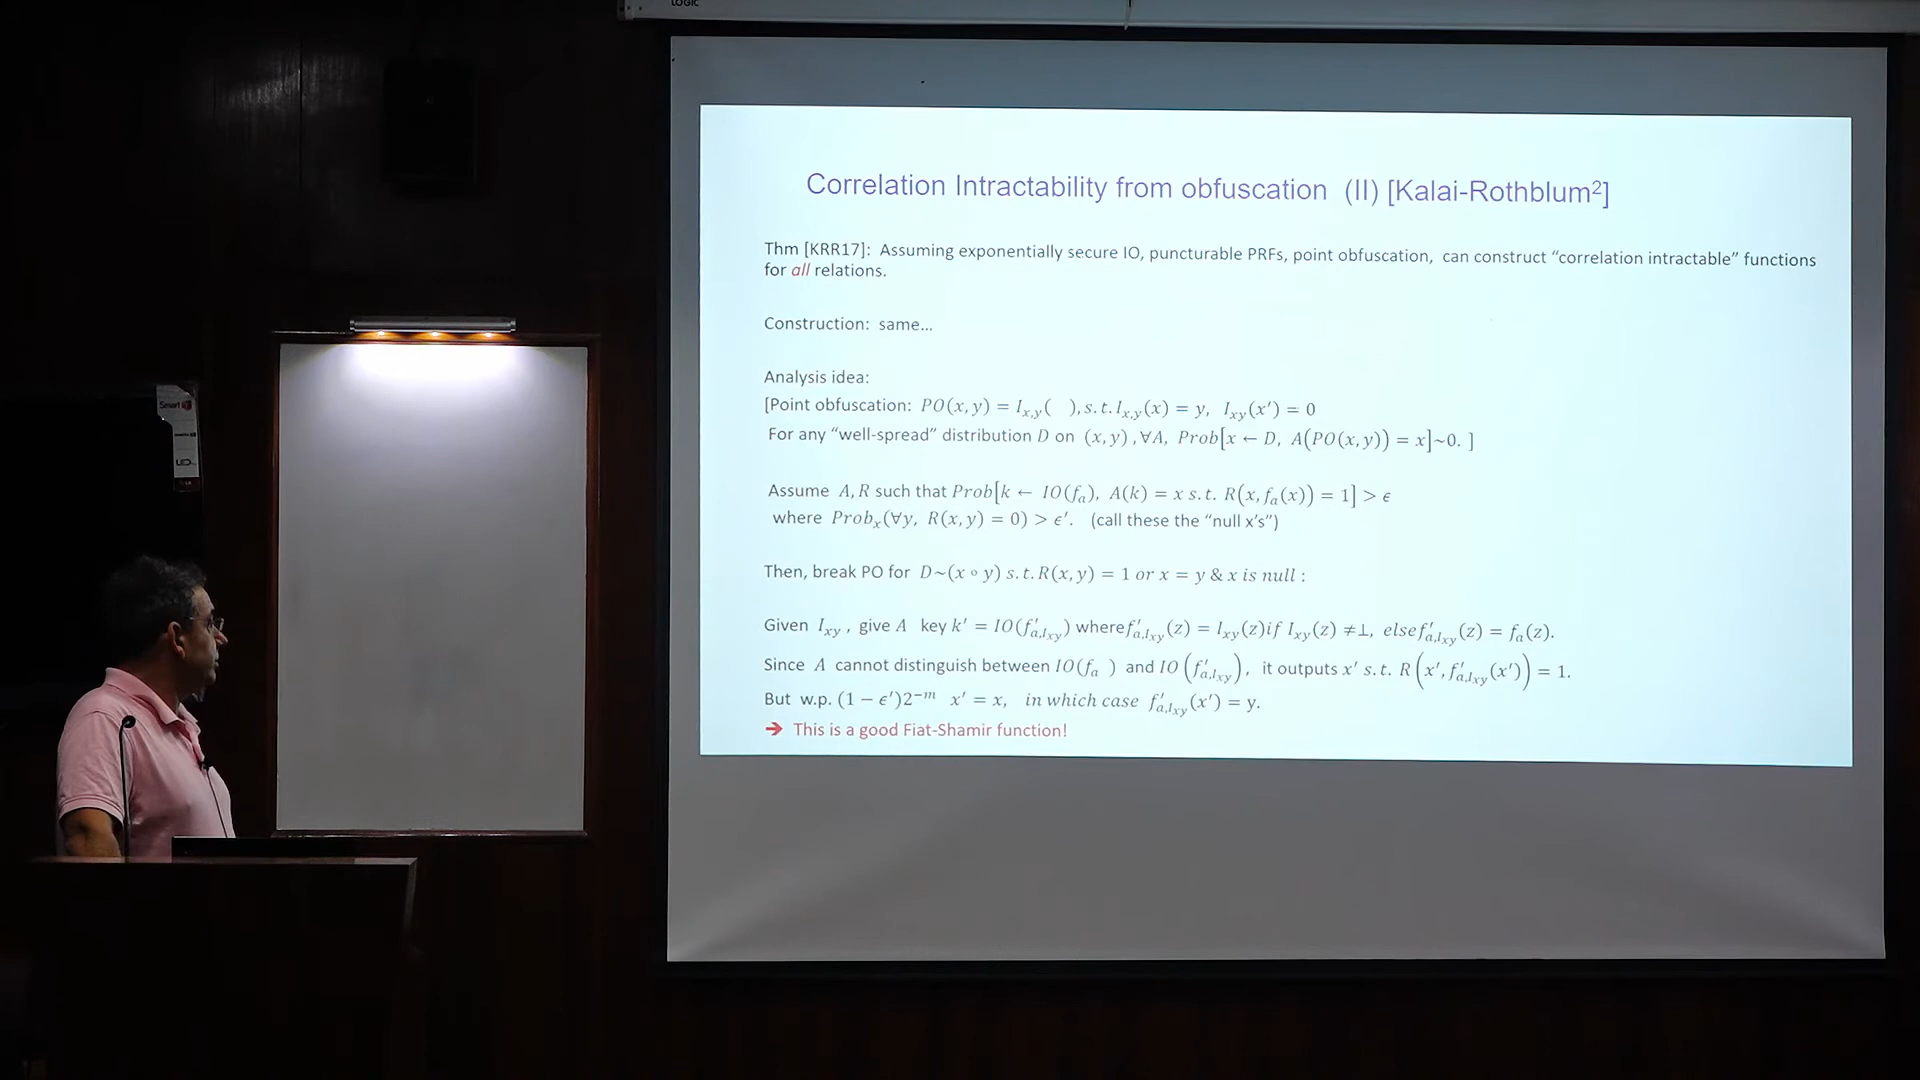 LOGIC
Correlation Intractability from obfuscation (II) [Kalai-Rothblum²]
Thm [KRR17]: Assuming exponentially secure IO, puncturable PRFs, point obfuscation, can construct “correlation intractable” functions
for all relations.
Construction: same...
Analysis idea:
[Point obfuscation: PO(x, y) = I_{x,y}( ), s.t. I_{x,y}(x) = y, I_{xy}(x′) = 0
For any “well-spread” distribution D on (x, y), ∀A, Prob[x ← D, A(PO(x, y)) = x]~0. ]
Assume A, R such that Prob[k ← IO(f_a), A(k) = x s.t. R(x, f_a(x)) = 1] > ϵ
where Prob_x(∀y, R(x, y) = 0) > ϵ′. (call these the “null x’s”)
Then, break PO for D~(x ∘ y) s.t. R(x, y) = 1 or x = y & x is null :
Given I_{xy}, give A key k′ = IO(f′_{a,I_{xy}}) where f′_{a,I_{xy}}(z) = I_{xy}(z) if I_{xy}(z) ≠⊥, else f′_{a,I_{xy}}(z) = f_a(z).
Since A cannot distinguish between IO(f_a ) and IO (f′_{a,I_{xy}}), it outputs x′ s.t. R(x′, f′_{a,I_{xy}}(x′)) = 1.
But w.p. (1 − ϵ′)2^{−m} x′ = x, in which case f′_{a,I_{xy}}(x′) = y.
➔ This is a good Fiat-Shamir function!
Smart
LED